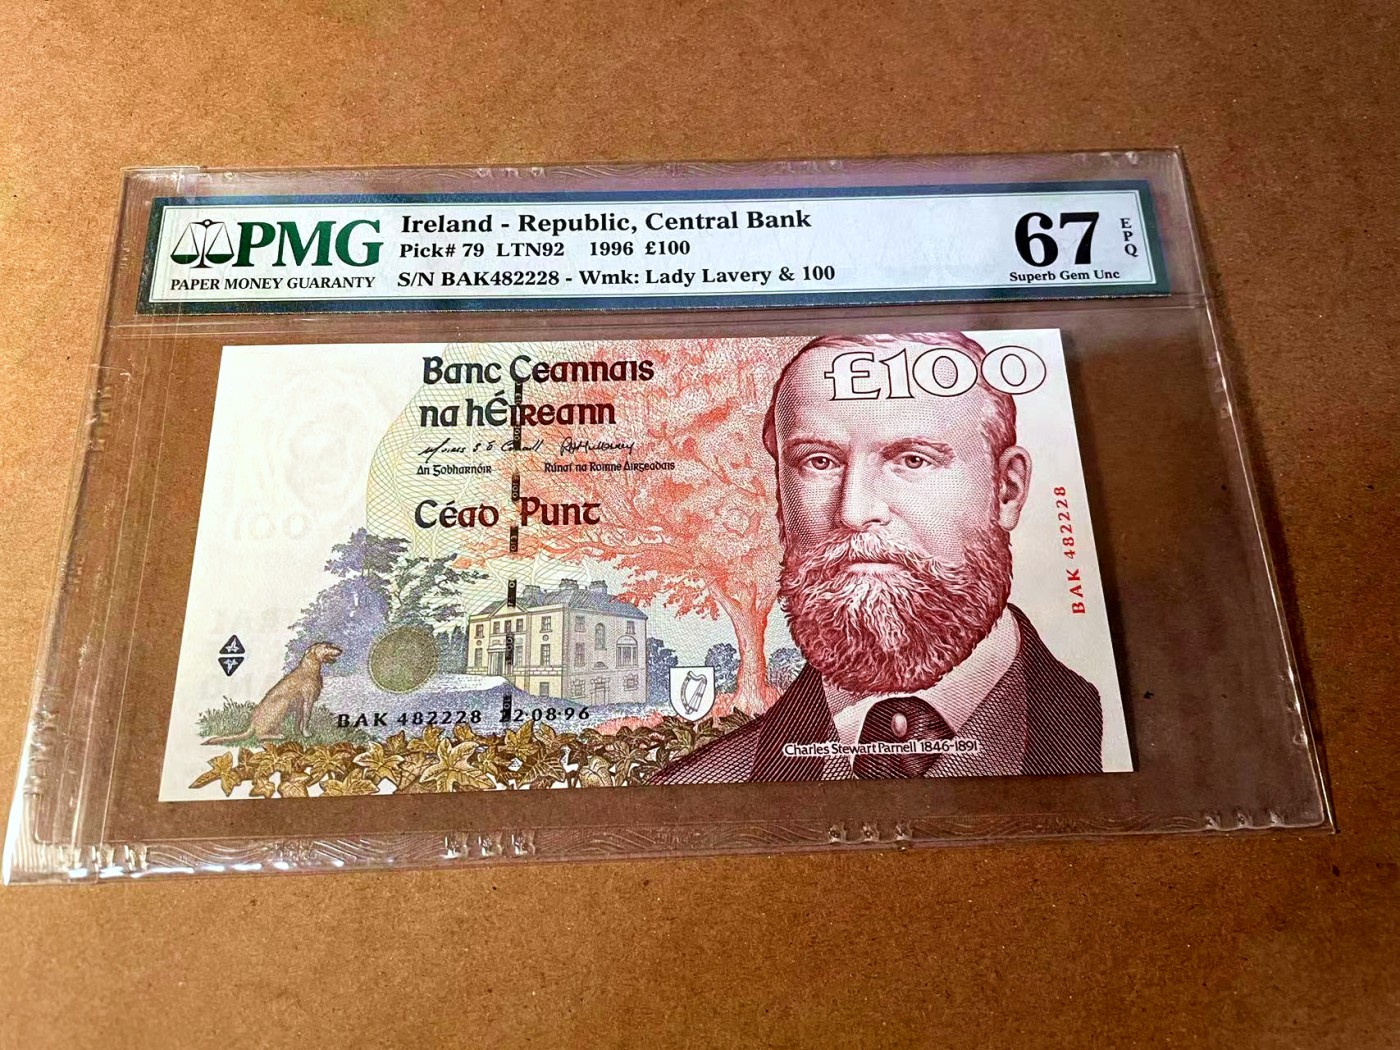 PMG
PAPER MONEY GUARANTY
Ireland - Republic, Central Bank
Pick# 79 LTN92 1996 £100
S/N BAK482228 - Wmk: Lady Lavery & 100
67
EPQ
Superb Gem Unc
Banc Ceannais
na hÉireann
An Gobharnóir
Rúnaí na Roinne Airgeadais
Céad Punt
£100
BAK 482228
BAK 482228 22·08·96
Charles Stewart Parnell 1846-1891